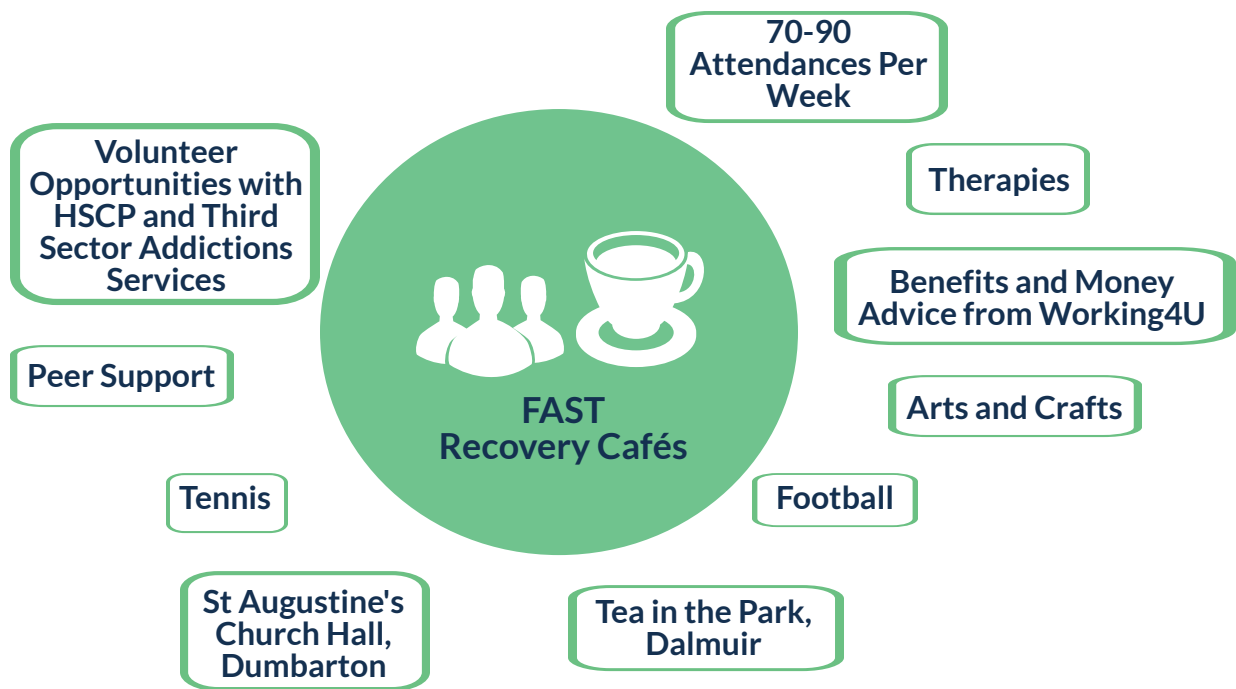 70-90
Attendances Per
Week
Volunteer
Opportunities with
HSCP and Third
Sector Addictions
Services
Therapies
Benefits and Money
Advice from Working4U
Peer Support
Arts and Crafts
FAST
Recovery Cafés
Tennis
Football
St Augustine's
Church Hall,
Dumbarton
Tea in the Park,
Dalmuir